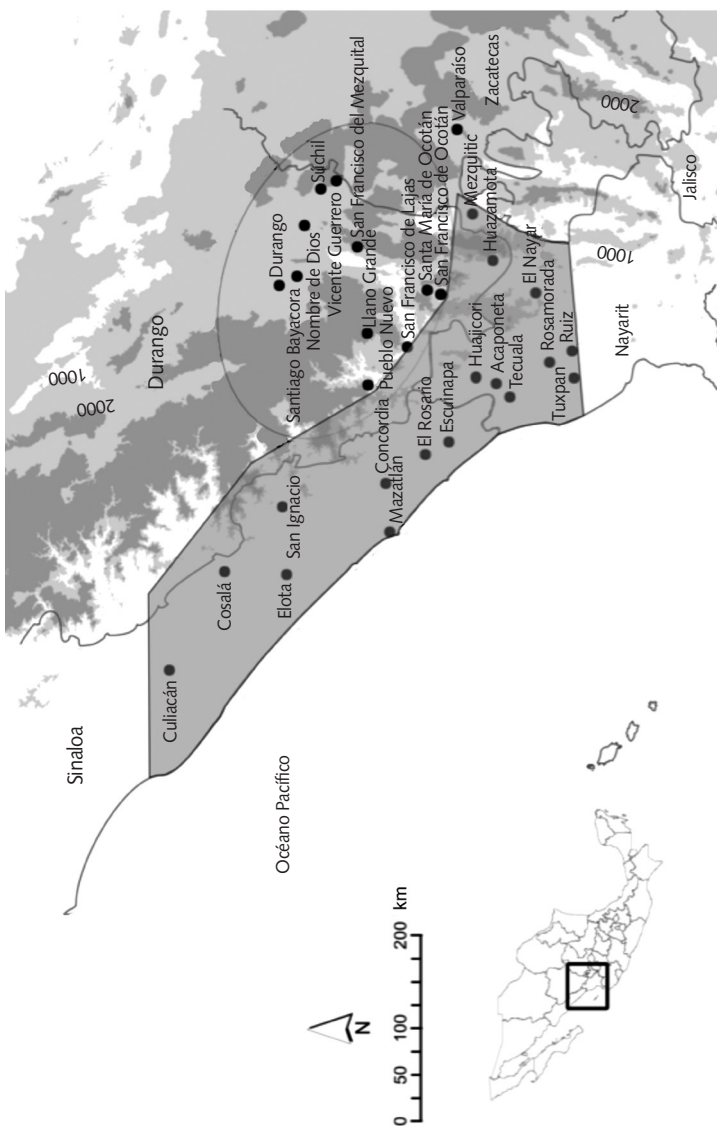 Sinaloa
Durango
1000
2000
Durango
Santiago Bayacora
Nombre de Dios
Vicente Guerrero
Súchil
San Francisco del Mezquital
Llano Grande
Pueblo Nuevo
San Francisco de Lajas
Santa María de Ocotán
San Francisco de Ocotán
Valparaíso
Zacatecas
Mezquitic
Huazamota
2000
Culiacán
Cosalá
Elota
San Ignacio
Concordia
Mazatlán
El Rosario
Escuinapa
Huajicori
Acaponeta
Tecuala
El Nayar
Rosamorada
Ruiz
Tuxpan
Nayarit
1000
Jalisco
Océano Pacífico
N
0 50 100 200 km